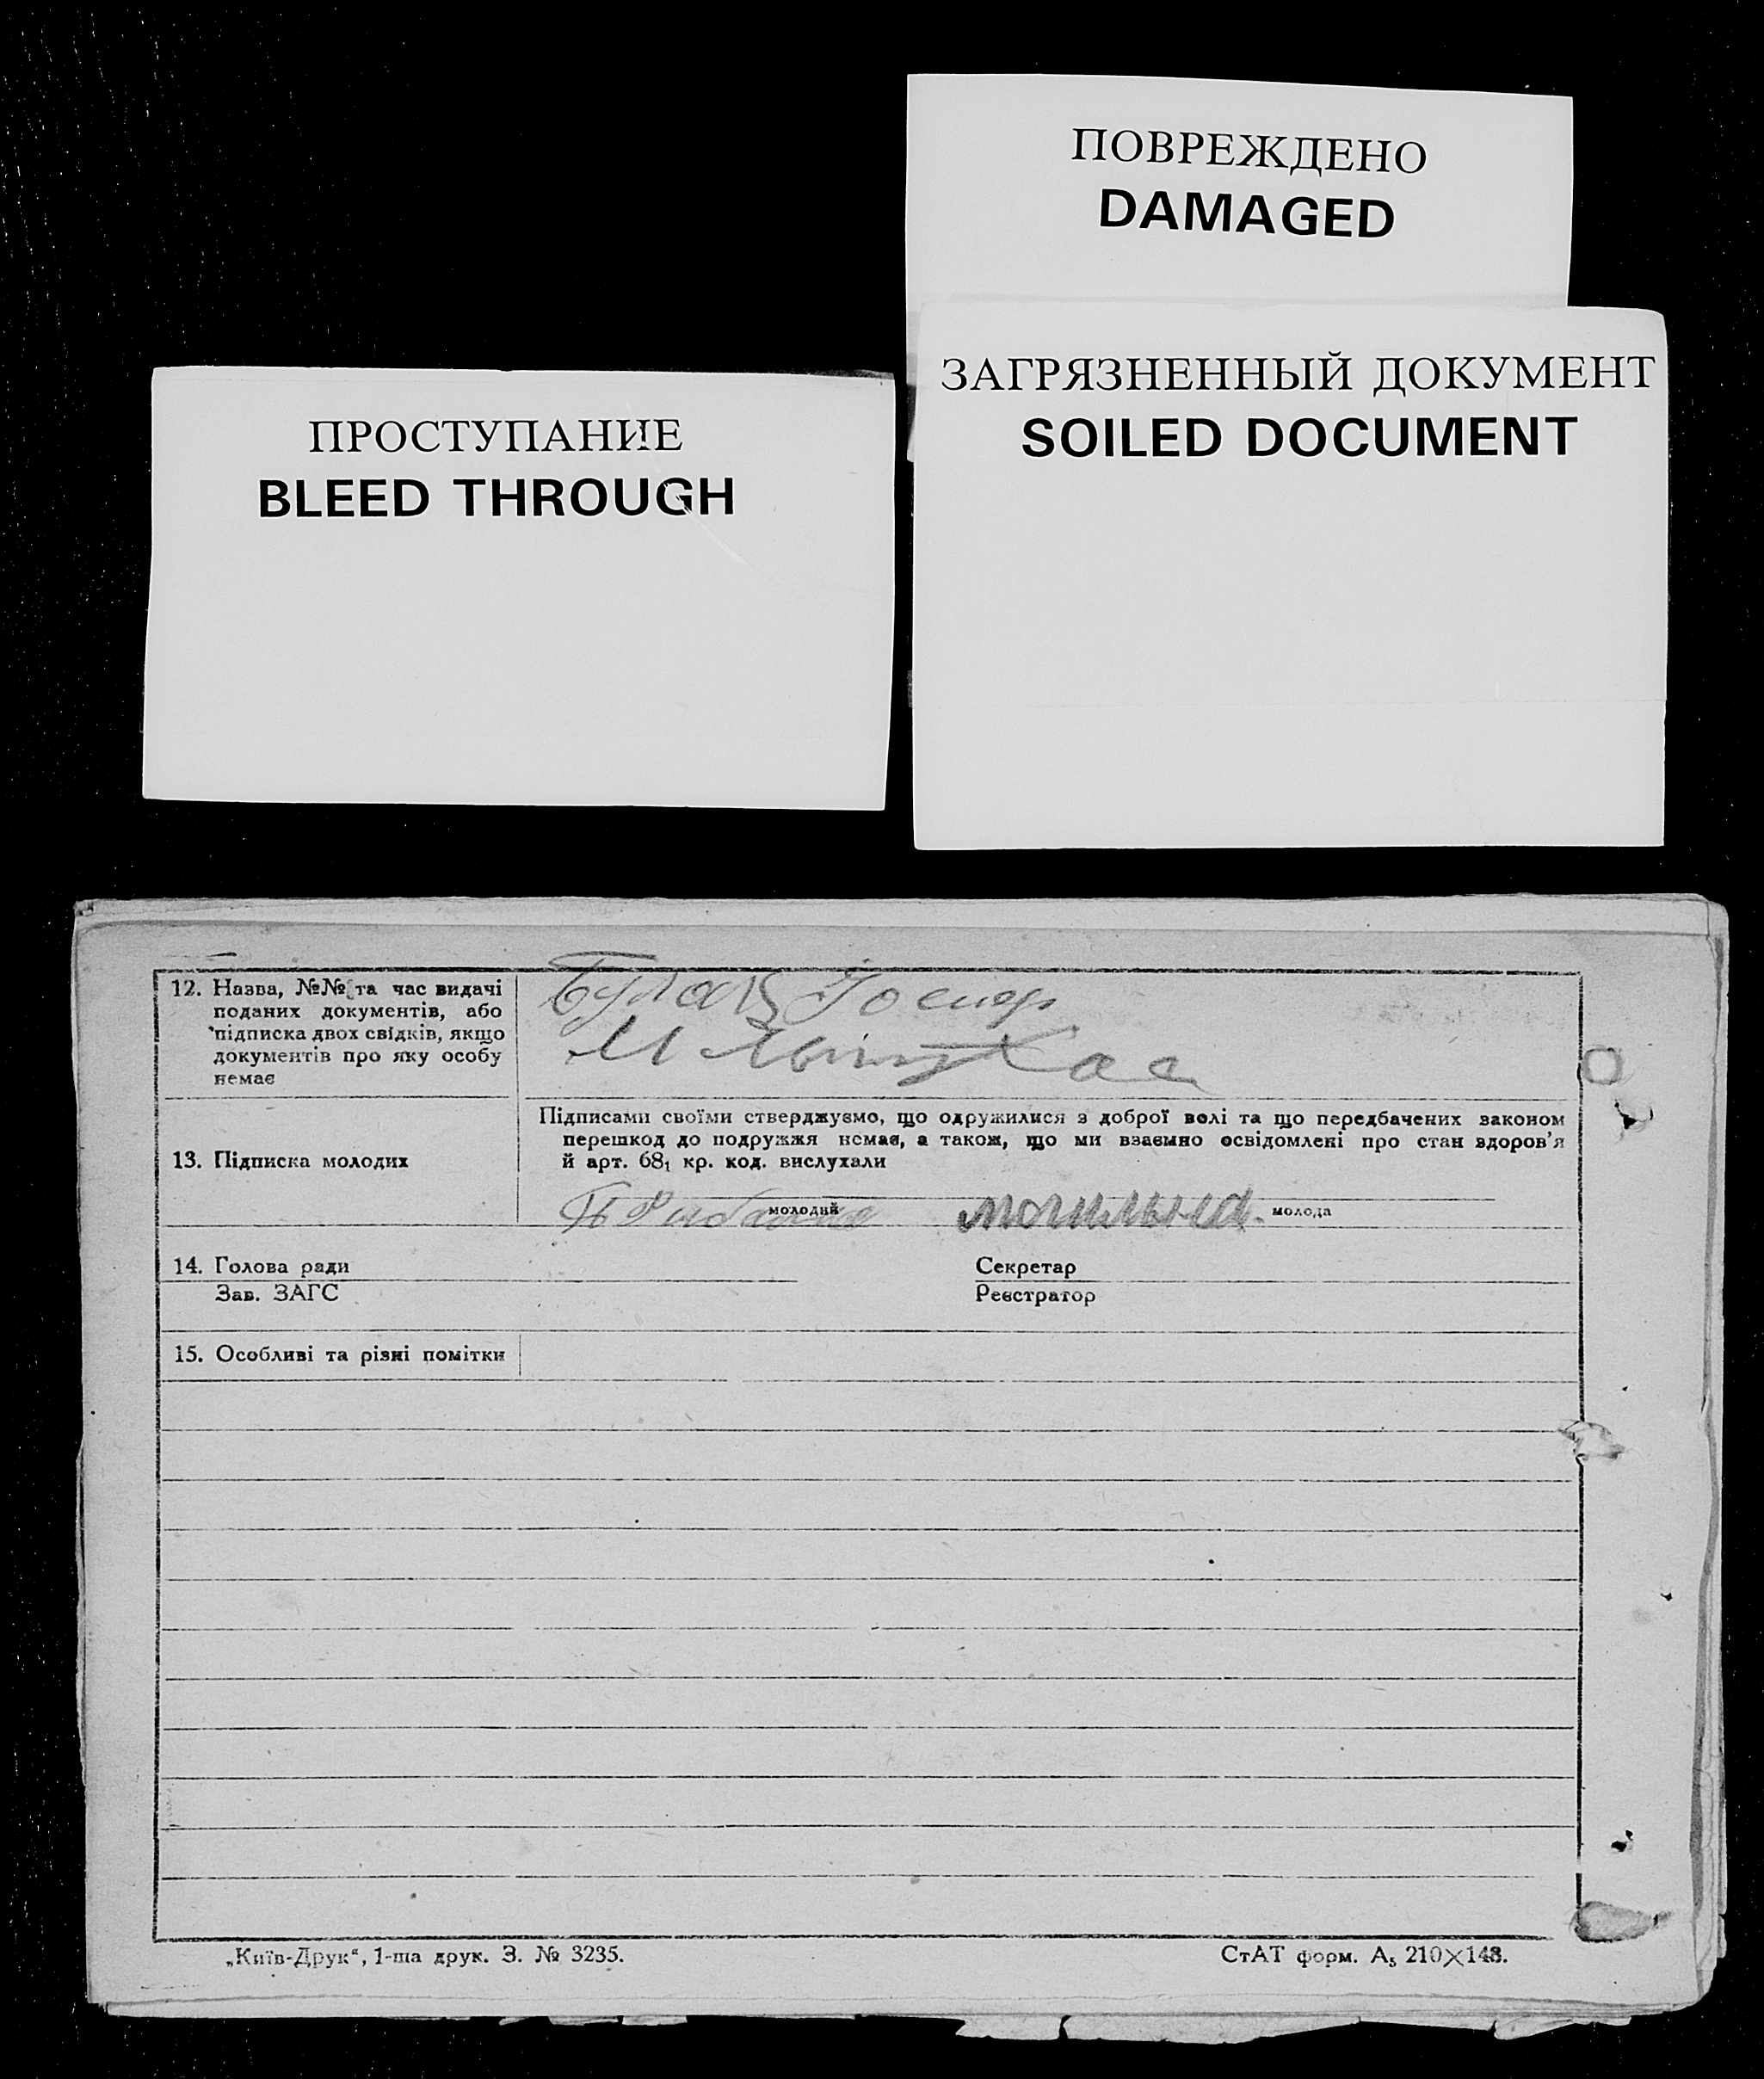 ПОВРЕЖДЕНО
DAMAGED
ЗАГРЯЗНЕННЫЙ ДОКУМЕНТ
SOILED DOCUMENT
ПРОСТУПАНИЕ
BLEED THROUGH
12. Назва, №№ та час видачі
поданих документів, або
підписка двох свідків, якщо
документів про яку особу
немає
13. Підписка молодих
Підписами своїми стверджуємо, що одружилися з доброї волі та що передбачених законом
перешкод до подружжя немає, а також, що ми взаємно освідомлені про стан здоров'я
й арт. 68₁ кр. код. вислухали
молодий
могильна
молода
14. Голова ради
Зав. ЗАГС
Секретар
Реєстратор
15. Особливі та різні помітки
„Київ-Друк“, 1-ша друк. З. № 3235.
СтАТ форм. А₅ 210×148.